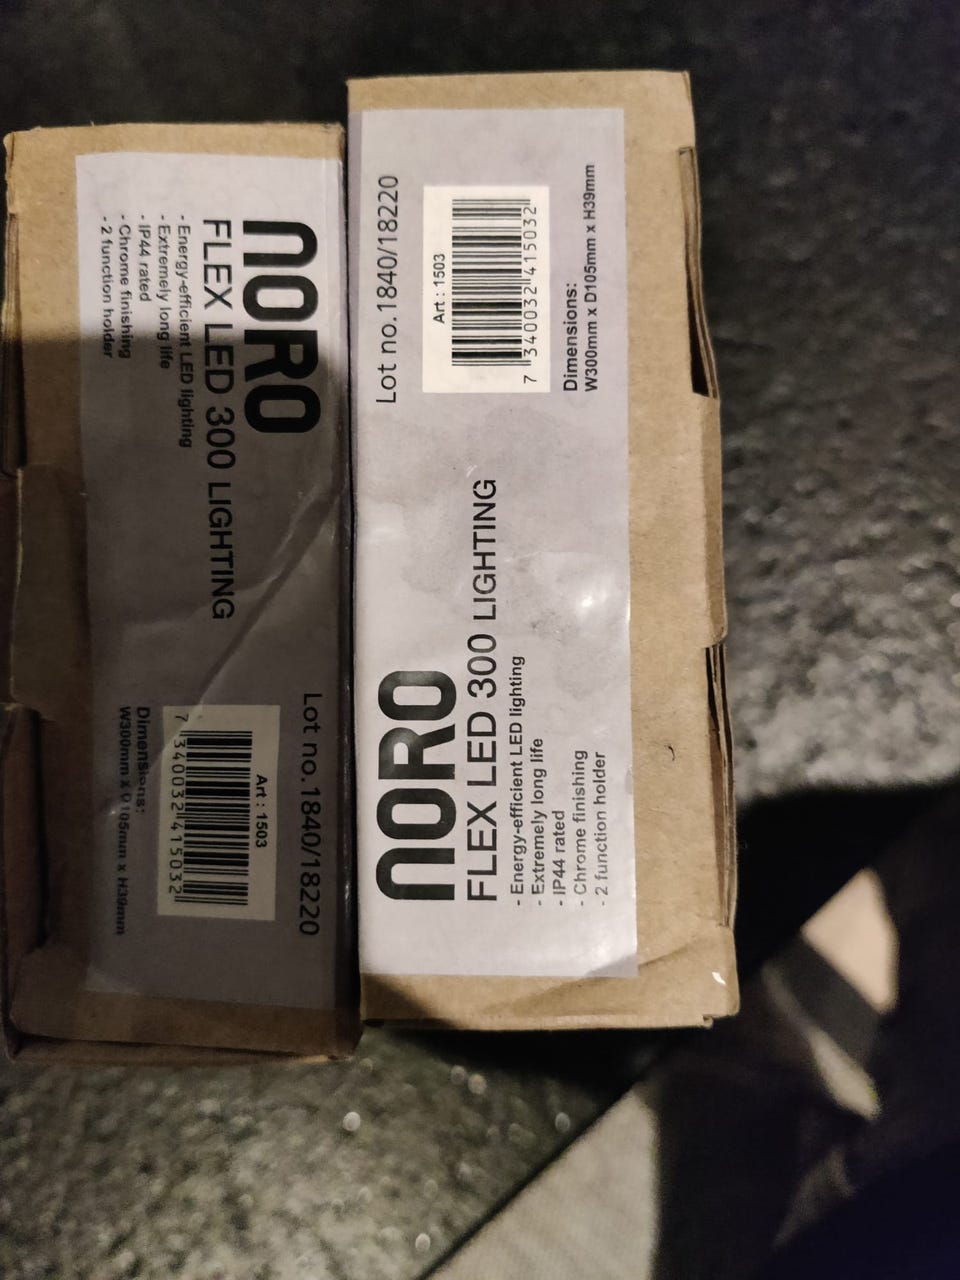 noro
FLEX LED 300 LIGHTING
- Energy-efficient LED lighting
- Extremely long life
- IP44 rated
- Chrome finishing
- 2 function holder
Lot no.1840/18220
Art : 1503
7 340032 415032
Dimensions:
W300mm x D105mm x H39mm
noro
FLEX LED 300 LIGHTING
- Energy-efficient LED lighting
- Extremely long life
- IP44 rated
- Chrome finishing
- 2 function holder
Lot no.1840/18220
Art : 1503
7 340032 415032
Dimensions:
W300mm x D105mm x H39mm